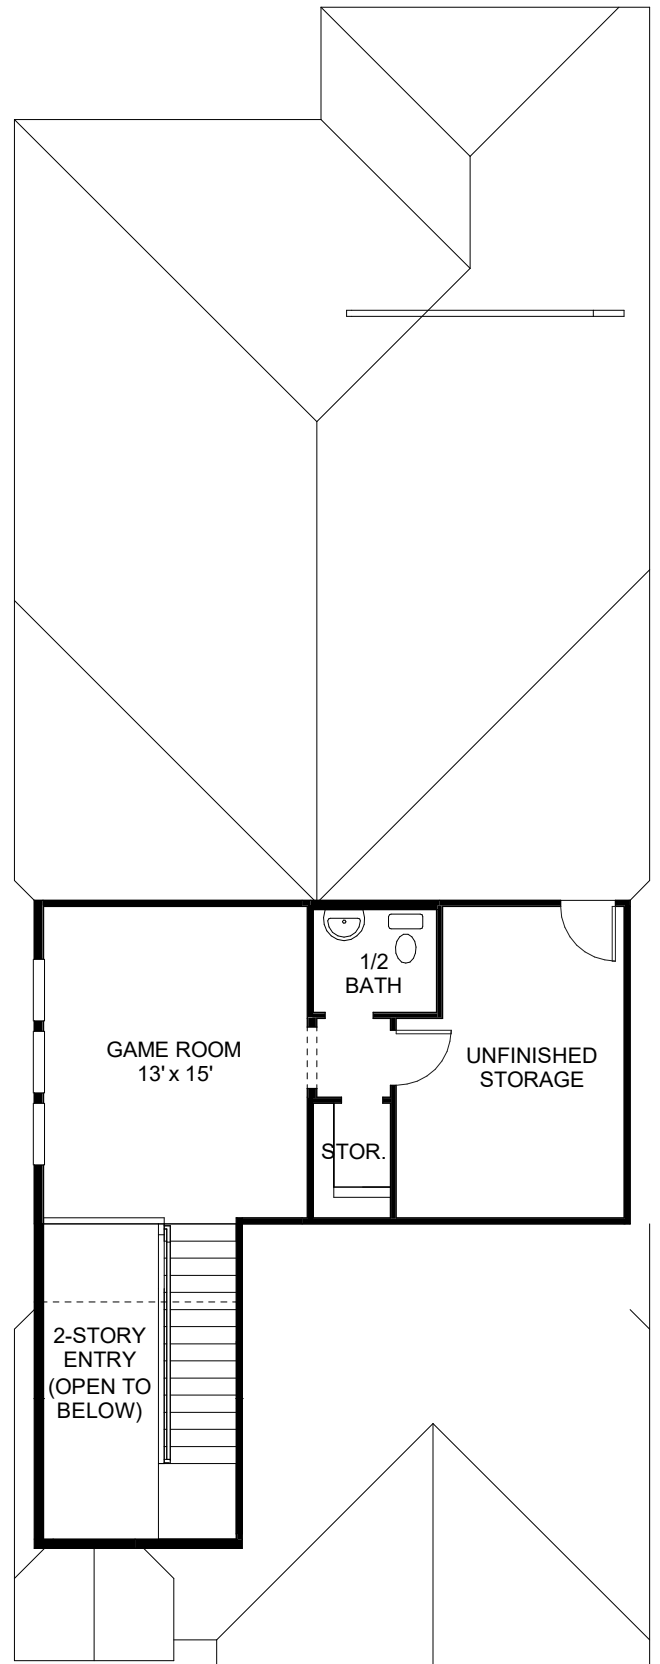 1/2
BATH
GAME ROOM
13' x 15'
UNFINISHED
STORAGE
STOR.
2-STORY
ENTRY
(OPEN TO
BELOW)